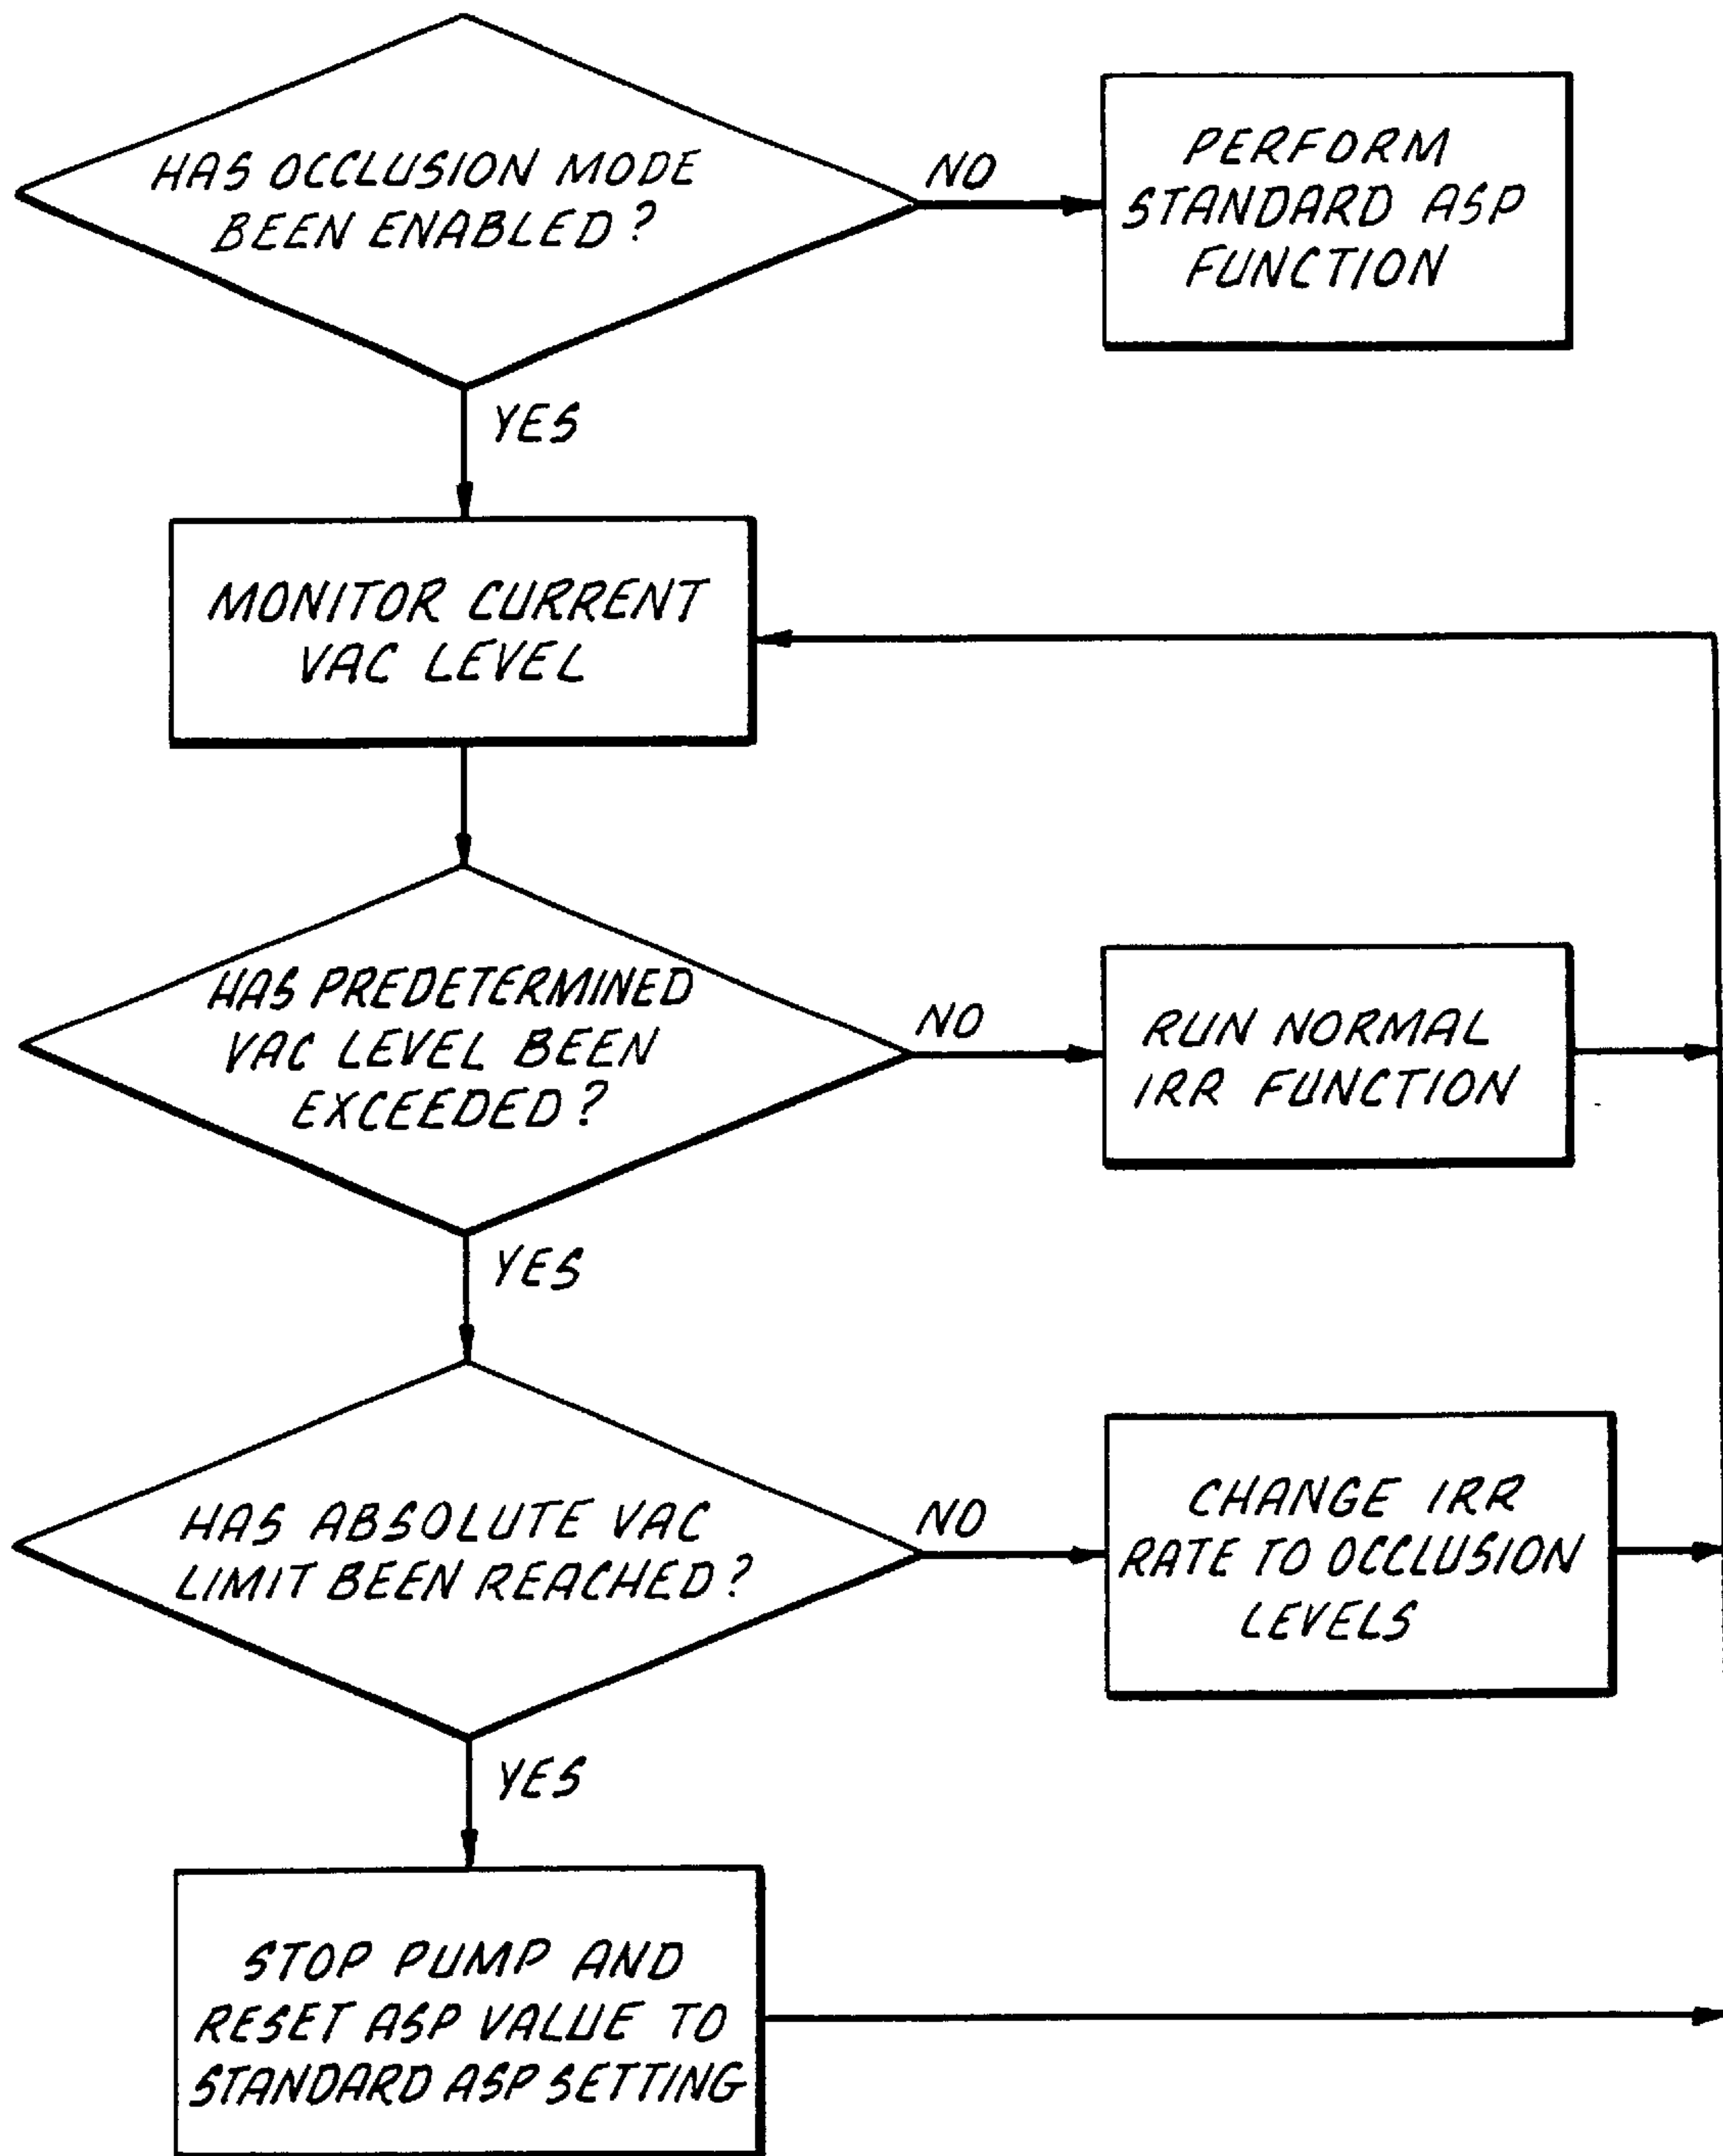 HAS OCCLUSION MODE
BEEN ENABLED?
NO
PERFORM
STANDARD ASP
FUNCTION
YES
MONITOR CURRENT
VAC LEVEL
HAS PREDETERMINED
VAC LEVEL BEEN
EXCEEDED?
NO
RUN NORMAL
IRR FUNCTION
YES
HAS ABSOLUTE VAC
LIMIT BEEN REACHED?
NO
CHANGE IRR
RATE TO OCCLUSION
LEVELS
YES
STOP PUMP AND
RESET ASP VALUE TO
STANDARD ASP SETTING